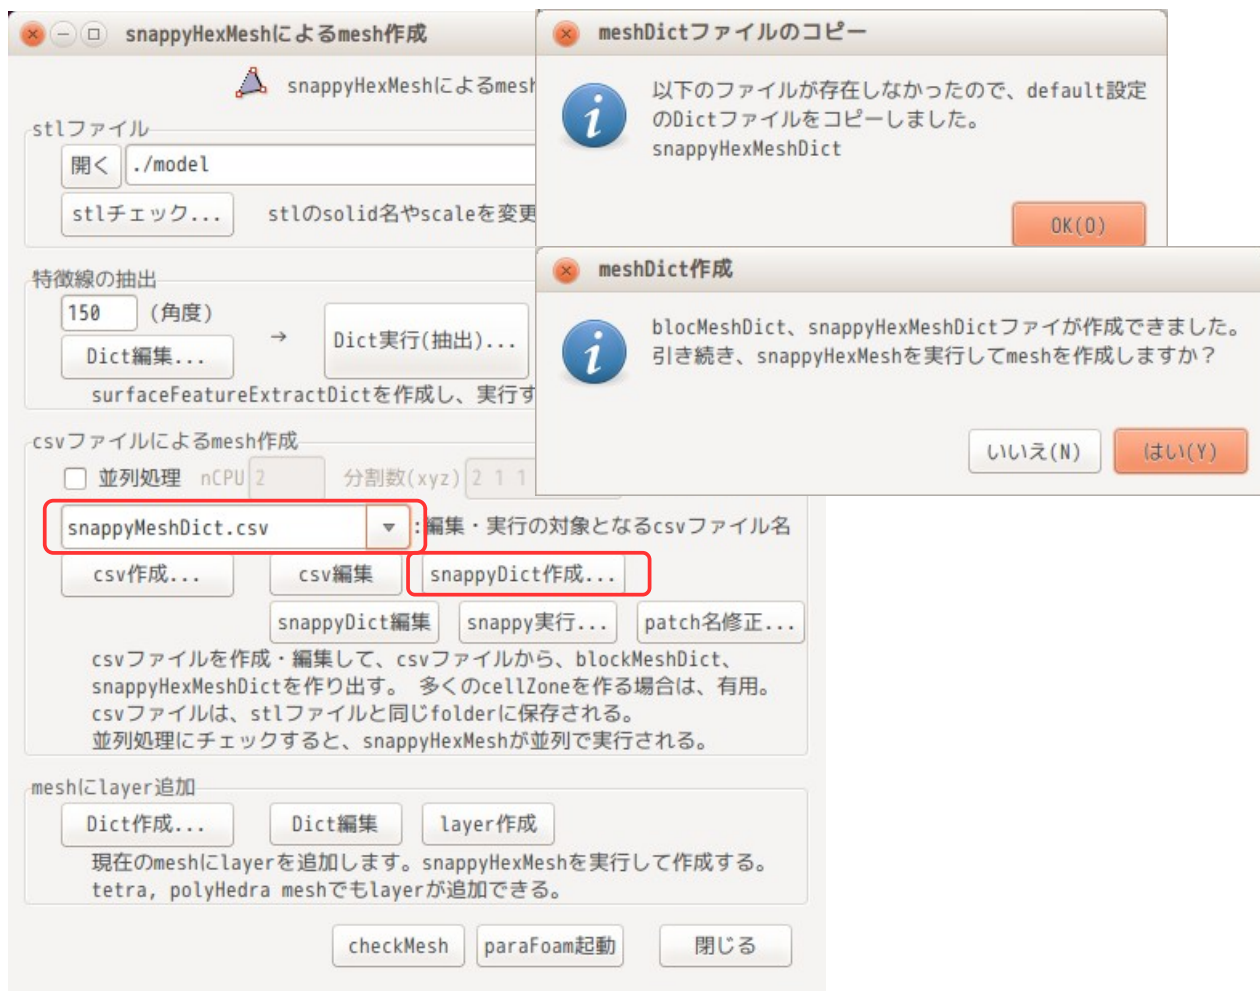 snappyHexMeshによるmesh作成
snappyHexMeshによるmesh
stlファイル
開く ./model
stlチェック... stlのsolid名やscaleを変更
特徴線の抽出
150 (角度)
→ Dict実行(抽出)...
Dict編集...
surfaceFeatureExtractDictを作成し、実行す
csvファイルによるmesh作成
並列処理 nCPU 2 分割数(xyz) 2 1 1
snappyMeshDict.csv :編集・実行の対象となるcsvファイル名
csv作成... csv編集 snappyDict作成...
snappyDict編集 snappy実行... patch名修正...
csvファイルを作成・編集して、csvファイルから、blockMeshDict、
snappyHexMeshDictを作り出す。 多くのcellZoneを作る場合は、有用。
csvファイルは、stlファイルと同じfolderに保存される。
並列処理にチェックすると、snappyHexMeshが並列で実行される。
meshにlayer追加
Dict作成... Dict編集 layer作成
現在のmeshにlayerを追加します。snappyHexMeshを実行して作成する。
tetra, polyHedra meshでもlayerが追加できる。
checkMesh paraFoam起動 閉じる
meshDictファイルのコピー
以下のファイルが存在しなかったので、default設定
のDictファイルをコピーしました。
snappyHexMeshDict
OK(O)
meshDict作成
blocMeshDict、snappyHexMeshDictファイが作成できました。
引き続き、snappyHexMeshを実行してmeshを作成しますか？
いいえ(N) はい(Y)